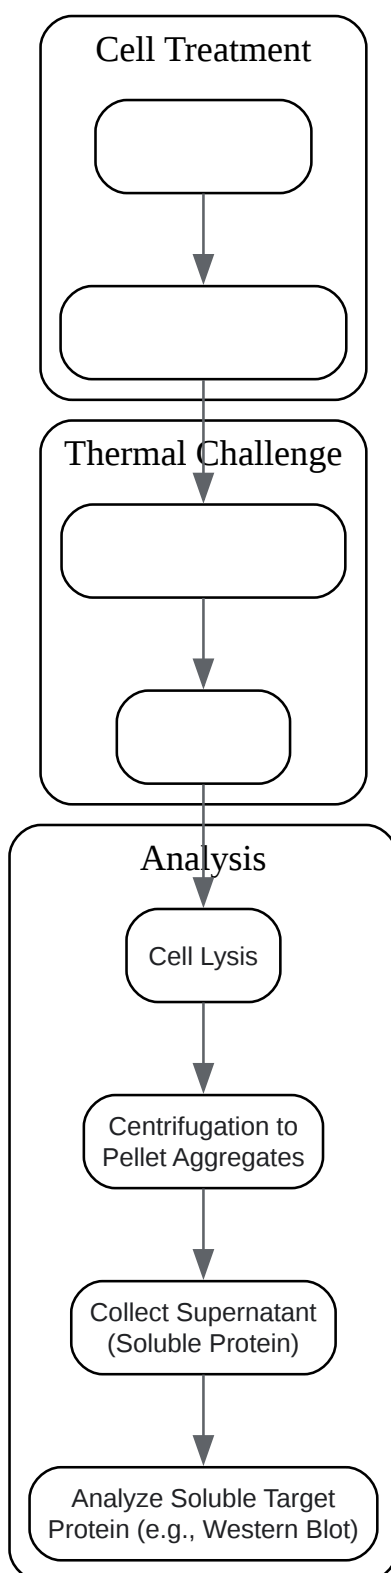 Cell Treatment
Thermal Challenge
Analysis
Cell Lysis
Centrifugation to
Pellet Aggregates
Collect Supernatant
(Soluble Protein)
Analyze Soluble Target
Protein (e.g., Western Blot)